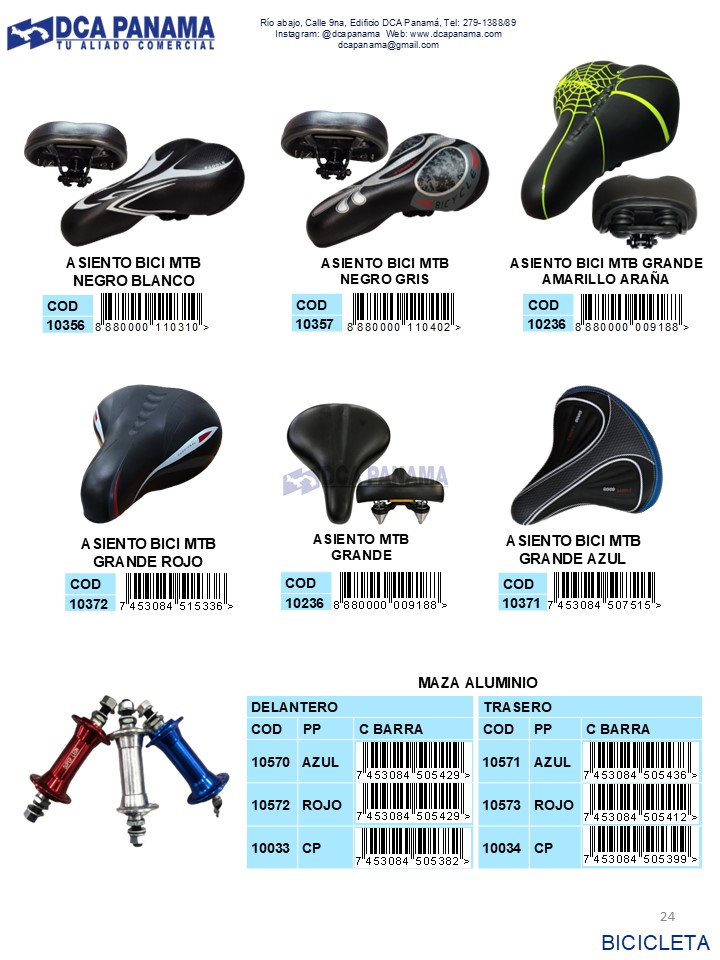 DCA PANAMA
TU ALIADO COMERCIAL
Río abajo, Calle 9na, Edificio DCA Panamá, Tel: 279-1388/89
Instagram: @dcapanama Web: www.dcapanama.com
dcapanama@gmail.com
BICYCLE
ASIENTO BICI MTB
NEGRO BLANCO
COD
10356
8 880000 110310 >
ASIENTO BICI MTB
NEGRO GRIS
COD
10357
8 880000 110402 >
ASIENTO BICI MTB GRANDE
AMARILLO ARAÑA
COD
10236
8 880000 009188 >
DCA PANAMA
ASIENTO BICI MTB
GRANDE ROJO
COD
10372
7 453084 515336 >
ASIENTO MTB
GRANDE
COD
10236
8 880000 009188 >
ASIENTO BICI MTB
GRANDE AZUL
COD
10371
7 453084 507515 >
MAZA ALUMINIO
DELANTERO TRASERO
COD PP C BARRA COD PP C BARRA
10570 AZUL 7 453084 505429 > 10571 AZUL 7 453084 505436 >
10572 ROJO 7 453084 505429 > 10573 ROJO 7 453084 505412 >
10033 CP 7 453084 505382 > 10034 CP 7 453084 505399 >
24
BICICLETA